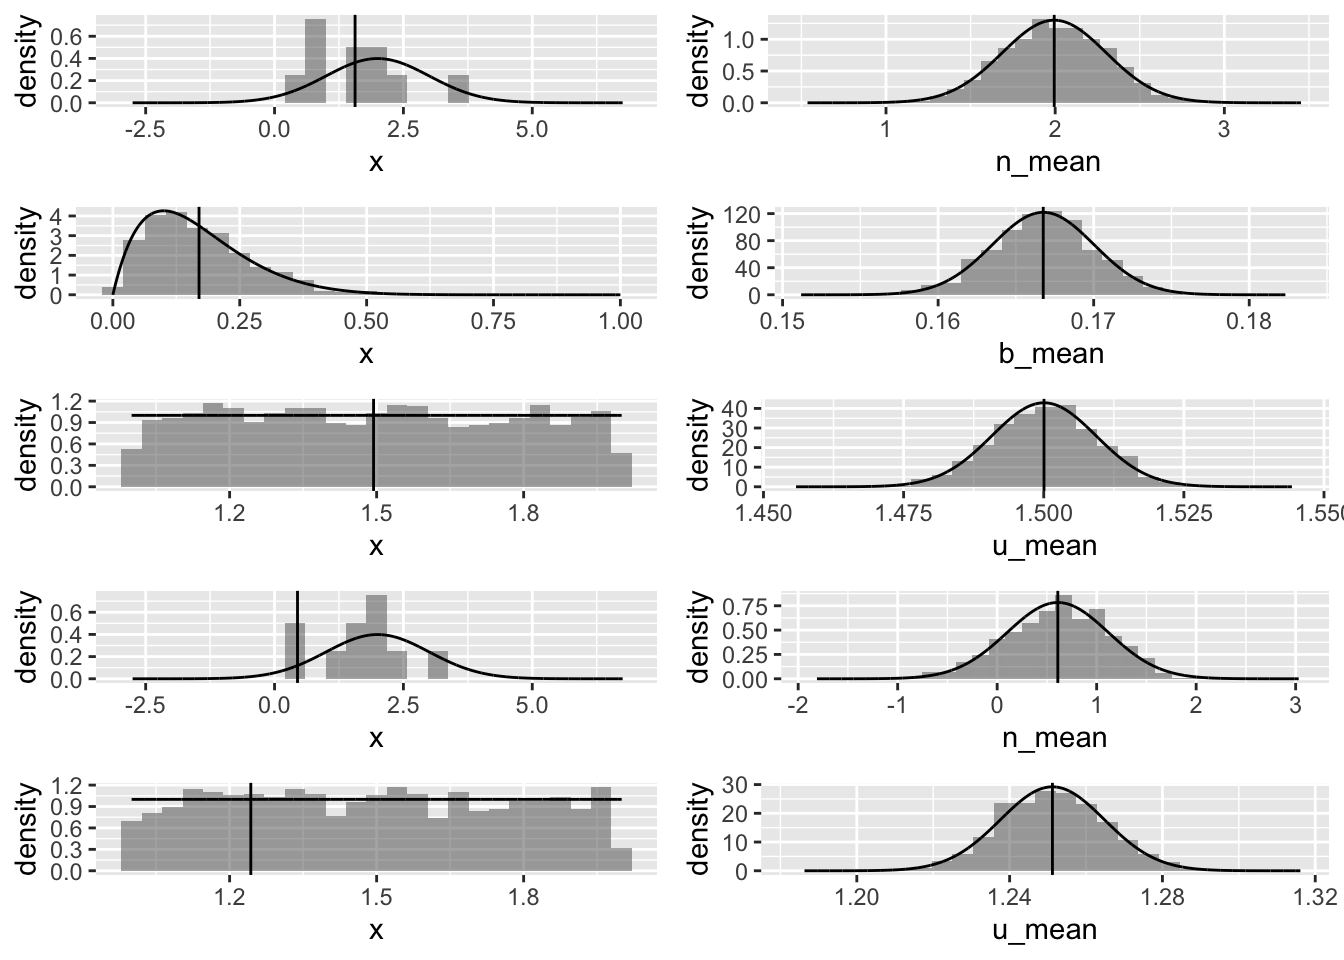 density
0.6
0.4
0.2
0.0
-2.5 0.0 2.5 5.0
x
density
1.0
0.5
0.0
1 2 3
n_mean
density
4
3
2
1
0
0.00 0.25 0.50 0.75 1.00
x
density
120
80
40
0
0.15 0.16 0.17 0.18
b_mean
density
1.2
0.9
0.6
0.3
0.0
1.2 1.5 1.8
x
density
40
30
20
10
0
1.450 1.475 1.500 1.525 1.550
u_mean
density
0.6
0.4
0.2
0.0
-2.5 0.0 2.5 5.0
x
density
0.75
0.50
0.25
0.00
-2 -1 0 1 2 3
n_mean
density
1.2
0.9
0.6
0.3
0.0
1.2 1.5 1.8
x
density
30
20
10
0
1.20 1.24 1.28 1.32
u_mean